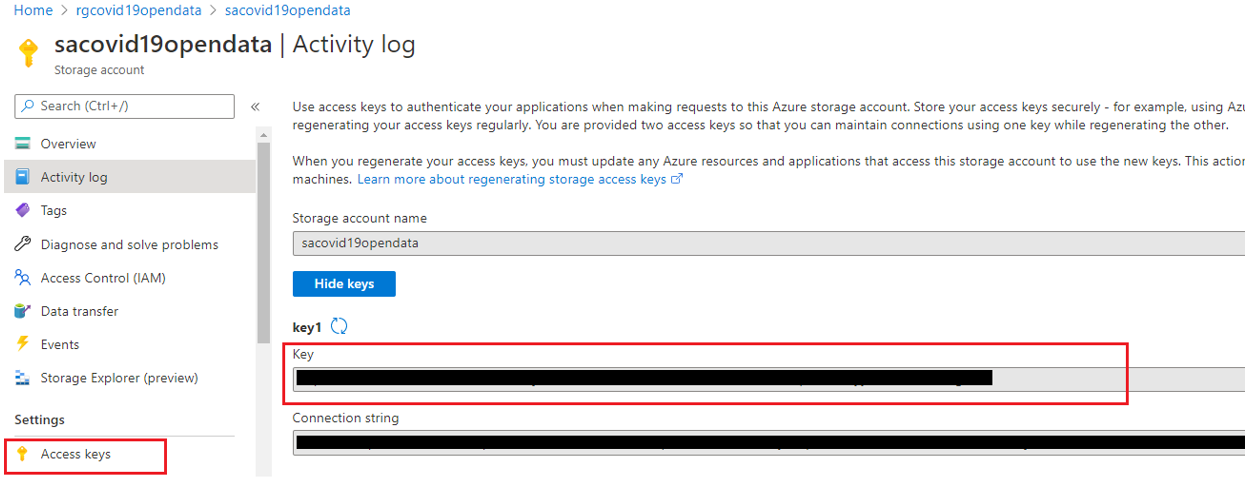 Home > rgcovid19opendata > sacovid19opendata
sacovid19opendata | Activity log
Storage account
Search (Ctrl+/)
«
Overview
Activity log
Tags
Diagnose and solve problems
Access Control (IAM)
Data transfer
Events
Storage Explorer (preview)
Settings
Access keys
Use access keys to authenticate your applications when making requests to this Azure storage account. Store your access keys securely - for example, using Azu
regenerating your access keys regularly. You are provided two access keys so that you can maintain connections using one key while regenerating the other.
When you regenerate your access keys, you must update any Azure resources and applications that access this storage account to use the new keys. This action
machines. Learn more about regenerating storage access keys
Storage account name
sacovid19opendata
Hide keys
key1
Key
Connection string